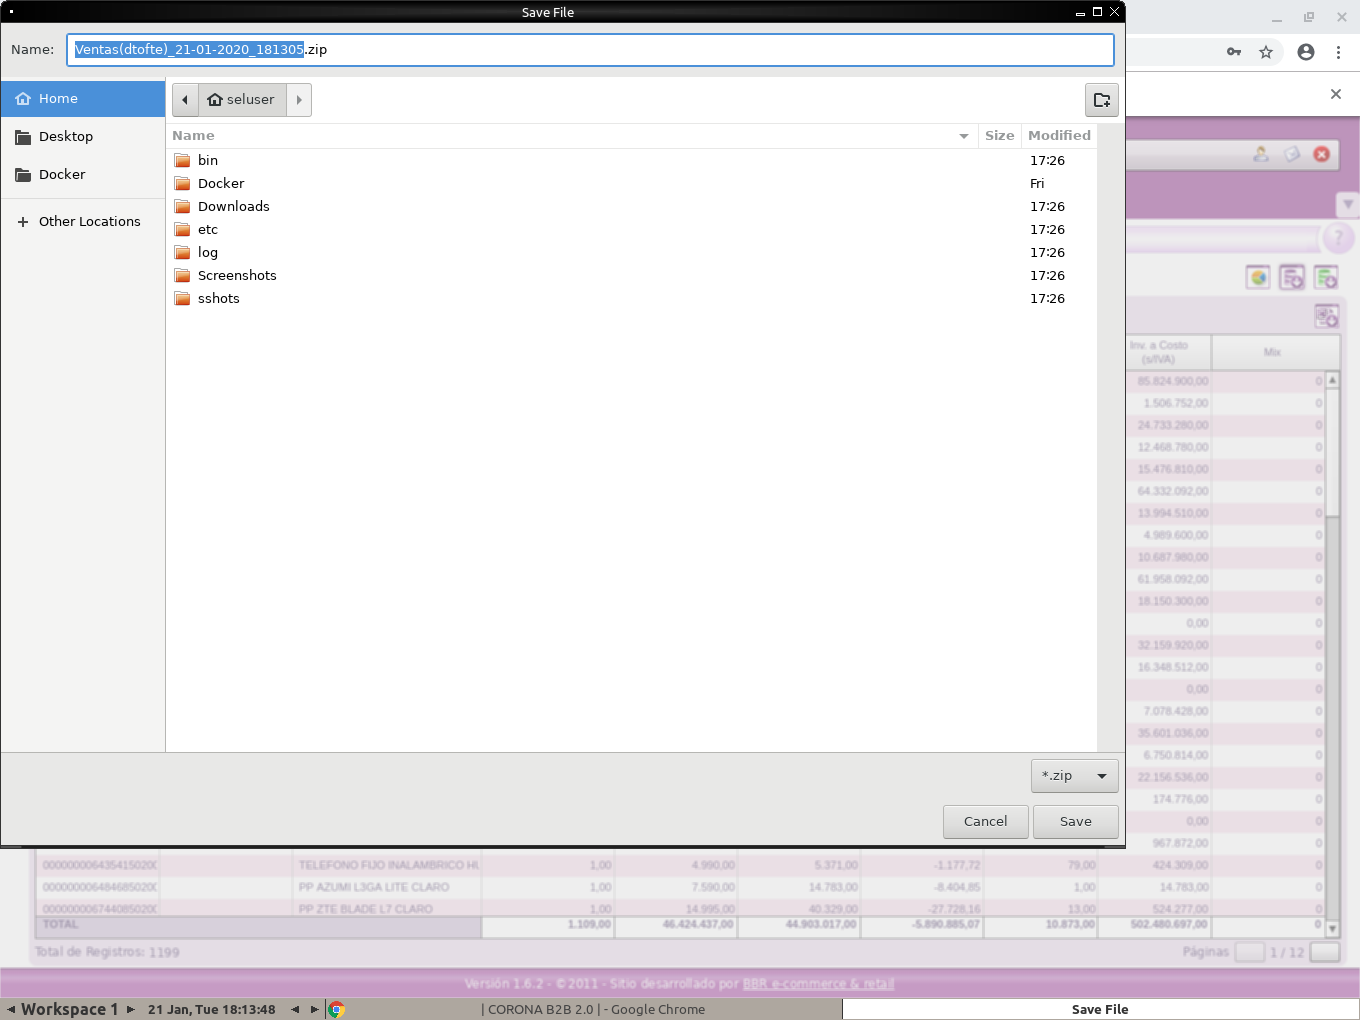 Save File
Name: Ventas(dtofte)_21-01-2020_181305.zip
Home
Desktop
Docker
Other Locations
seluser
Name Size Modified
bin 17:26
Docker Fri
Downloads 17:26
etc 17:26
log 17:26
Screenshots 17:26
sshots 17:26
*.zip
Cancel Save
?
Inv. a Costo
(s/IVA) Mix
85.824.900,00 0
1.506.752,00 0
24.733.280,00 0
12.468.780,00 0
15.476.810,00 0
64.332.092,00 0
13.994.510,00 0
4.989.600,00 0
10.687.980,00 0
61.958.092,00 0
18.150.300,00 0
0,00 0
32.159.920,00 0
16.348.512,00 0
0,00 0
7.078.428,00 0
35.601.036,00 0
6.750.814,00 0
22.156.536,00 0
174.776,00 0
0,00 0
967.872,00 0
TELEFONO FIJO INALAMBRICO 1,00 4.990,00 5.371,00 -1.177,72 79,00 424.309,00 0
PP AZUMI L3GA LITE CLARO 1,00 7.590,00 14.783,00 -8.404,85 1,00 14.783,00 0
PP ZTE BLADE L7 CLARO 1,00 14.995,00 40.329,00 -27.728,16 13,00 524.277,00 0
TOTAL 1.109,00 46.424.437,00 44.903.017,00 -5.890.885,07 10.873,00 502.480.697,00 0
Total de Registros: 1199 Páginas 1 / 12
Versión 1.6.2 - ©2011 - Sitio desarrollado por BBR e-commerce & retail
Workspace 1 21 Jan, Tue 18:13:48 | CORONA B2B 2.0 | - Google Chrome Save File